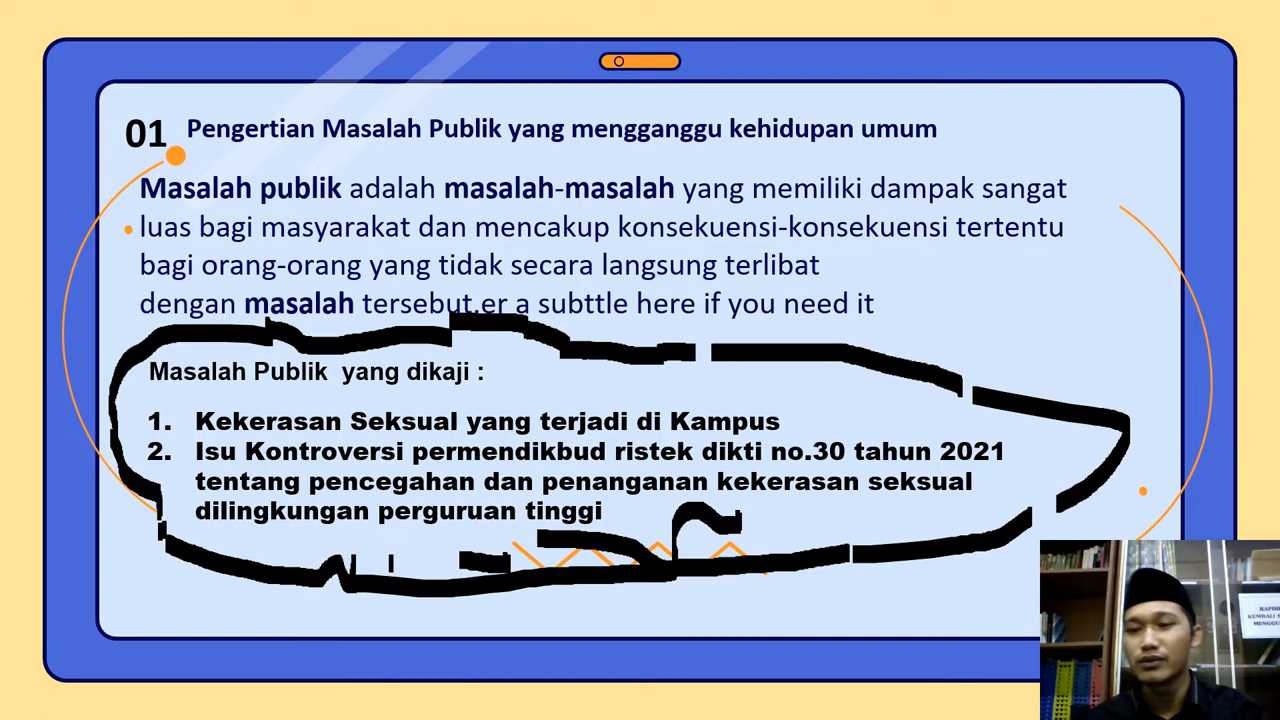 01 Pengertian Masalah Publik yang mengganggu kehidupan umum
Masalah publik adalah masalah-masalah yang memiliki dampak sangat
luas bagi masyarakat dan mencakup konsekuensi-konsekuensi tertentu
bagi orang-orang yang tidak secara langsung terlibat
dengan masalah tersebut.er a subttle here if you need it
Masalah Publik yang dikaji :
1. Kekerasan Seksual yang terjadi di Kampus
2. Isu Kontroversi permendikbud ristek dikti no.30 tahun 2021
tentang pencegahan dan penanganan kekerasan seksual
dilingkungan perguruan tinggi